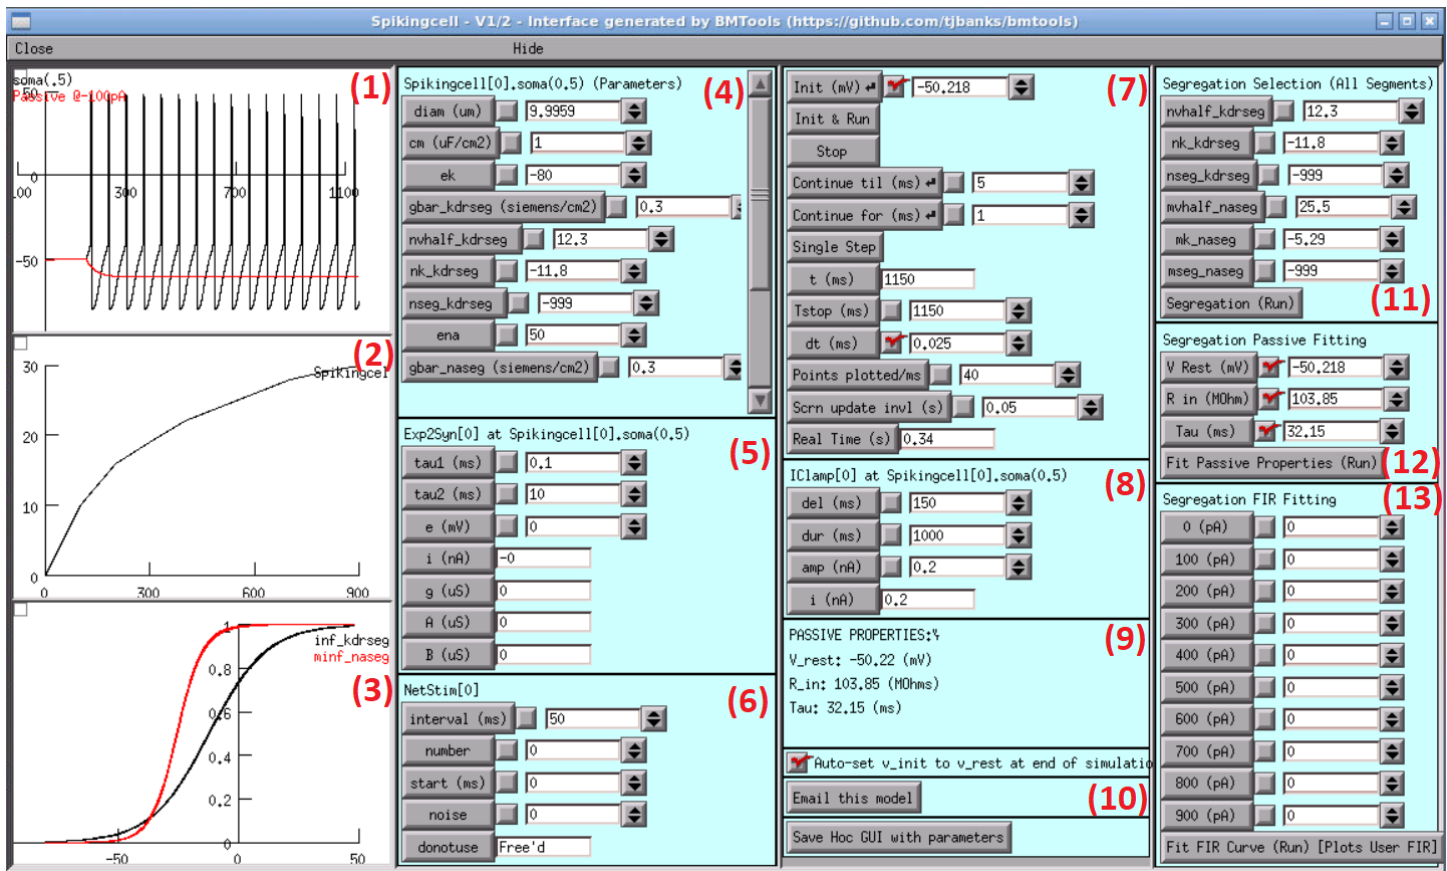 Spikingcell - V1/2 - Interface generated by BMTools (https://github.com/tjbanks/bmtools)
Close Hide
soma(.5)
50
Passive @-100pA
(1)
0
300 700 1100
-50
(2)
30
20
10
0
0 300 600 900
(3)
1
inf_kdrseg
minf_naseg
0.8
0.6
0.4
0.2
0
-50 0 50
Spikingcell[0].soma(0.5) (Parameters)
(4)
diam (um) 9.9959
cm (uF/cm2) 1
ek -80
gbar_kdrseg (siemens/cm2) 0.3
nvhalf_kdrseg 12.3
nk_kdrseg -11.8
nseg_kdrseg -999
ena 50
gbar_naseg (siemens/cm2) 0.3
Exp2Syn[0] at Spikingcell[0].soma(0.5)
(5)
tau1 (ms) 0.1
tau2 (ms) 10
e (mV) 0
i (nA) -0
g (uS) 0
A (uS) 0
B (uS) 0
NetStim[0]
(6)
interval (ms) 50
number 0
start (ms) 0
noise 0
donotuse Free'd
(7)
Init (mV) -50.218
Init & Run
Stop
Continue til (ms) 5
Continue for (ms) 1
Single Step
t (ms) 1150
Tstop (ms) 1150
dt (ms) 0.025
Points plotted/ms 40
Scrn update invl (s) 0.05
Real Time (s) 0.34
IClamp[0] at Spikingcell[0].soma(0.5)
(8)
del (ms) 150
dur (ms) 1000
amp (nA) 0.2
i (nA) 0.2
PASSIVE PROPERTIES:%
(9)
V_rest: -50.22 (mV)
R_in: 103.85 (MOhms)
Tau: 32.15 (ms)
Auto-set v_init to v_rest at end of simulatio
Email this model
(10)
Save Hoc GUI with parameters
Segregation Selection (All Segments)
nvhalf_kdrseg 12.3
nk_kdrseg -11.8
nseg_kdrseg -999
mvhalf_naseg 25.5
mk_naseg -5.29
mseg_naseg -999
Segregation (Run)
(11)
Segregation Passive Fitting
V Rest (mV) -50.218
R in (MOhm) 103.85
Tau (ms) 32.15
Fit Passive Properties (Run)
(12)
Segregation FIR Fitting
(13)
0 (pA) 0
100 (pA) 0
200 (pA) 0
300 (pA) 0
400 (pA) 0
500 (pA) 0
600 (pA) 0
700 (pA) 0
800 (pA) 0
900 (pA) 0
Fit FIR Curve (Run) [Plots User FIR]